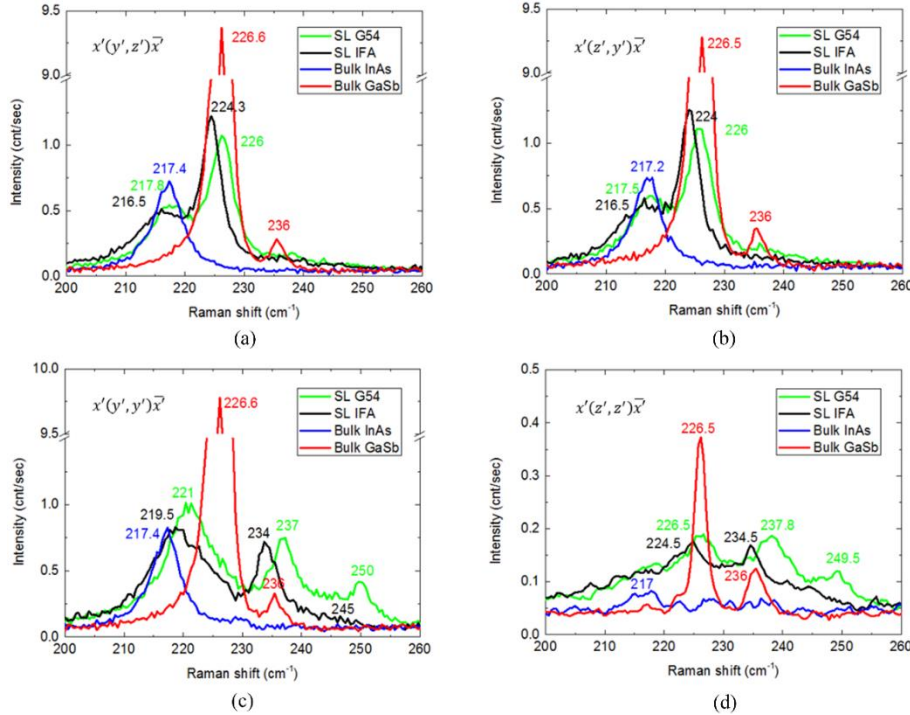 x′(y′, z′)x̄′
SL G54
SL IFA
Bulk InAs
Bulk GaSb
226.6
224.3
226
217.4
217.8
216.5
236
9.5
9.0
1.0
0.5
0.0
Intensity (cnt/sec)
200 210 220 230 240 250 260
Raman shift (cm⁻¹)
(a)
x′(z′, y′)x̄′
SL G54
SL IFA
Bulk InAs
Bulk GaSb
226.5
224
226
217.2
217.5
216.5
236
9.5
9.0
1.0
0.5
0.0
Intensity (cnt/sec)
200 210 220 230 240 250 260
Raman shift (cm⁻¹)
(b)
x′(y′, y′)x̄′
SL G54
SL IFA
Bulk InAs
Bulk GaSb
226.6
221
219.5
217.4
234
237
250
236
245
10.0
9.5
1.0
0.5
0.0
Intensity (cnt/sec)
200 210 220 230 240 250 260
Raman shift (cm⁻¹)
(c)
x′(z′, z′)x̄′
SL G54
SL IFA
Bulk InAs
Bulk GaSb
226.5
226.5
224.5
234.5
237.8
249.5
217
236
0.5
0.4
0.3
0.2
0.1
0.0
Intensity (cnt/sec)
200 210 220 230 240 250 260
Raman shift (cm⁻¹)
(d)